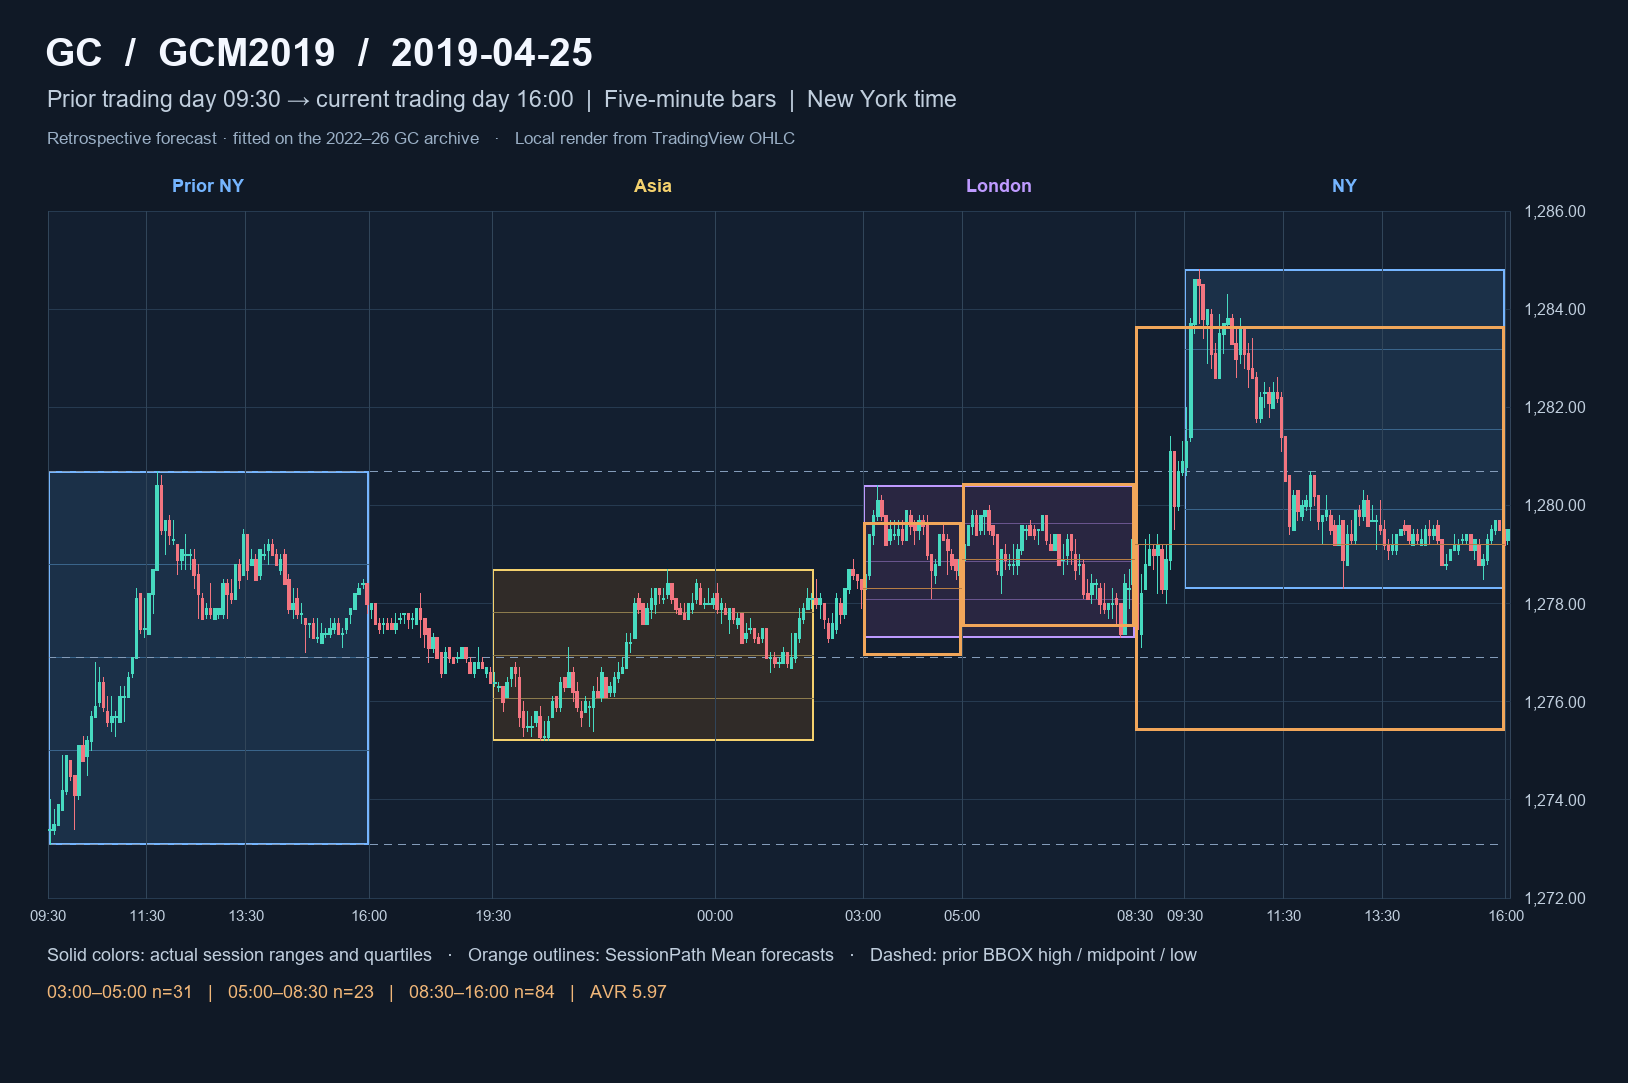 GC / GCM2019 / 2019-04-25
Prior trading day 09:30 → current trading day 16:00 | Five-minute bars | New York time
Retrospective forecast · fitted on the 2022–26 GC archive · Local render from TradingView OHLC
Prior NY Asia London NY
1,286.00
1,284.00
1,282.00
1,280.00
1,278.00
1,276.00
1,274.00
1,272.00
09:30 11:30 13:30 16:00 19:30 00:00 03:00 05:00 08:30 09:30 11:30 13:30 16:00
Solid colors: actual session ranges and quartiles · Orange outlines: SessionPath Mean forecasts · Dashed: prior BBOX high / midpoint / low
03:00–05:00 n=31 | 05:00–08:30 n=23 | 08:30–16:00 n=84 | AVR 5.97